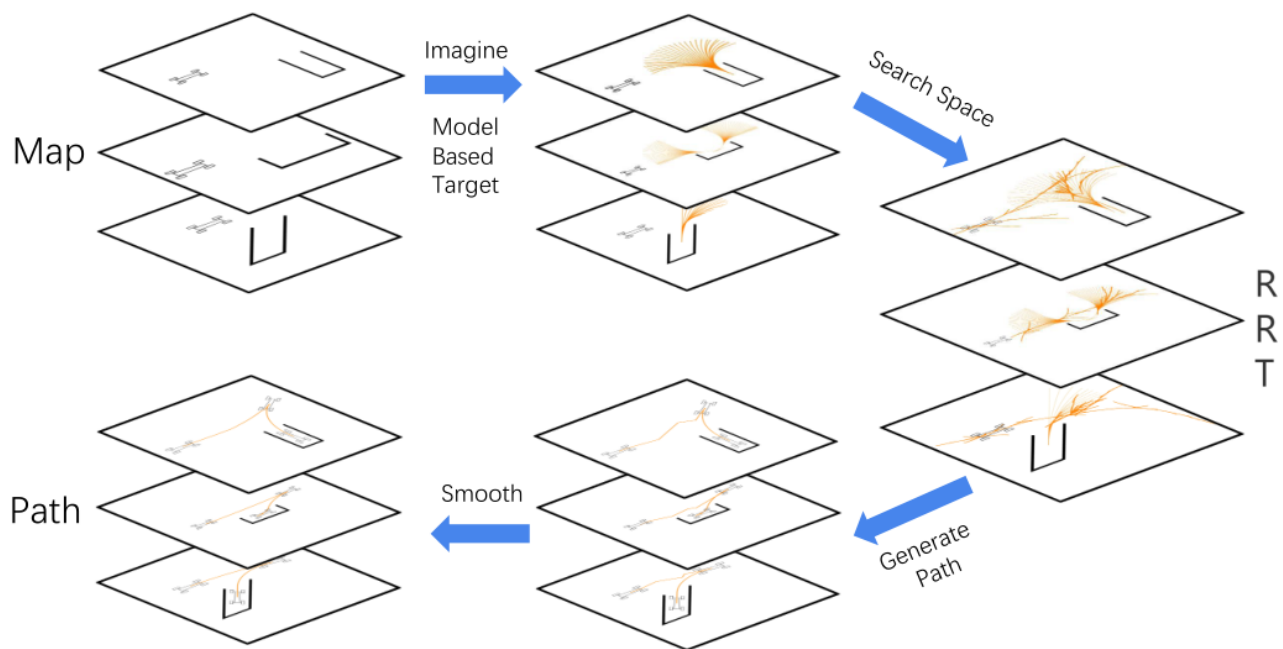 Imagine
Search Space
Map
Model
Based
Target
R
R
T
Path
Smooth
Generate
Path